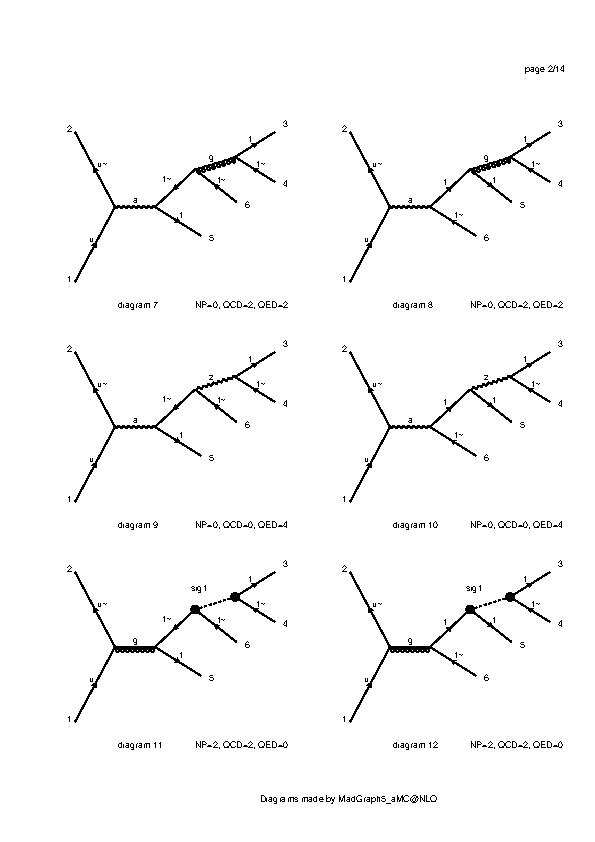 page 2/14
2
u~
u
1
a
1~
g
1
3
1~
4
1~
6
1
5
diagram 7 NP=0, QCD=2, QED=2
2
u~
u
1
a
1
g
1
3
1~
4
1
5
1~
6
diagram 8 NP=0, QCD=2, QED=2
2
u~
u
1
a
1~
z
1
3
1~
4
1~
6
1
5
diagram 9 NP=0, QCD=0, QED=4
2
u~
u
1
a
1
z
1
3
1~
4
1
5
1~
6
diagram 10 NP=0, QCD=0, QED=4
2
u~
u
1
g
1~
sig1
1
3
1~
4
1~
6
1
5
diagram 11 NP=2, QCD=2, QED=0
2
u~
u
1
g
1
sig1
1
3
1~
4
1
5
1~
6
diagram 12 NP=2, QCD=2, QED=0
Diagrams made by MadGraph5_aMC@NLO